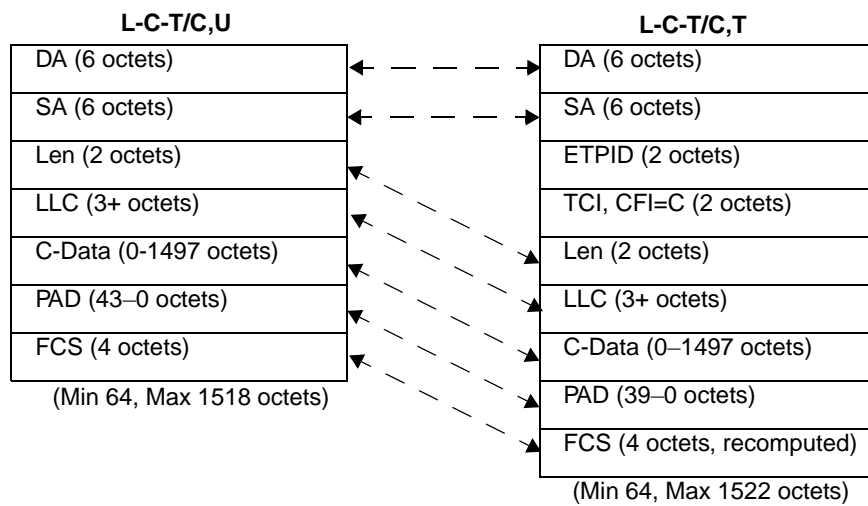 L-C-T/C,U
DA (6 octets)
SA (6 octets)
Len (2 octets)
LLC (3+ octets)
C-Data (0-1497 octets)
PAD (43–0 octets)
FCS (4 octets)
(Min 64, Max 1518 octets)
L-C-T/C,T
DA (6 octets)
SA (6 octets)
ETPID (2 octets)
TCI, CFI=C (2 octets)
Len (2 octets)
LLC (3+ octets)
C-Data (0–1497 octets)
PAD (39–0 octets)
FCS (4 octets, recomputed)
(Min 64, Max 1522 octets)